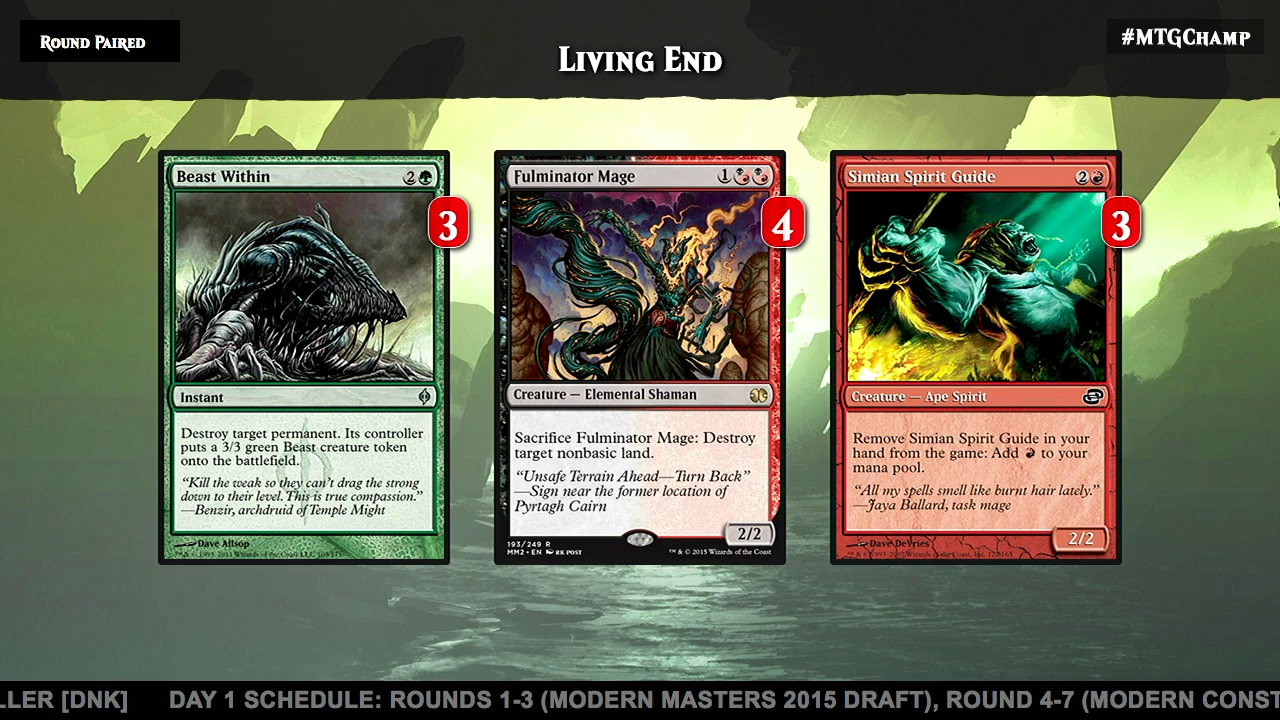 Round Paired
Living End
#MTGChamp
Beast Within
2
3
Instant
Destroy target permanent. Its controller
puts a 3/3 green Beast creature token
onto the battlefield.
“Kill the weak so they can’t drag the strong
down to their level. This is true compassion.”
—Benzir, archdruid of Temple Might
Dave Allsop
Fulminator Mage
1
4
Creature — Elemental Shaman
Sacrifice Fulminator Mage: Destroy
target nonbasic land.
“Unsafe Terrain Ahead—Turn Back”
—Sign near the former location of
Pyrtagh Cairn
2/2
193/249 R
MM2 • EN RK POST
™ & © 2015 Wizards of the Coast
Simian Spirit Guide
2
3
Creature — Ape Spirit
Remove Simian Spirit Guide in your
hand from the game: Add to your
mana pool.
“All my spells smell like burnt hair lately.”
—Jaya Ballard, task mage
Dave DeVries
2/2
LLER [DNK] DAY 1 SCHEDULE: ROUNDS 1-3 (MODERN MASTERS 2015 DRAFT), ROUND 4-7 (MODERN CONST